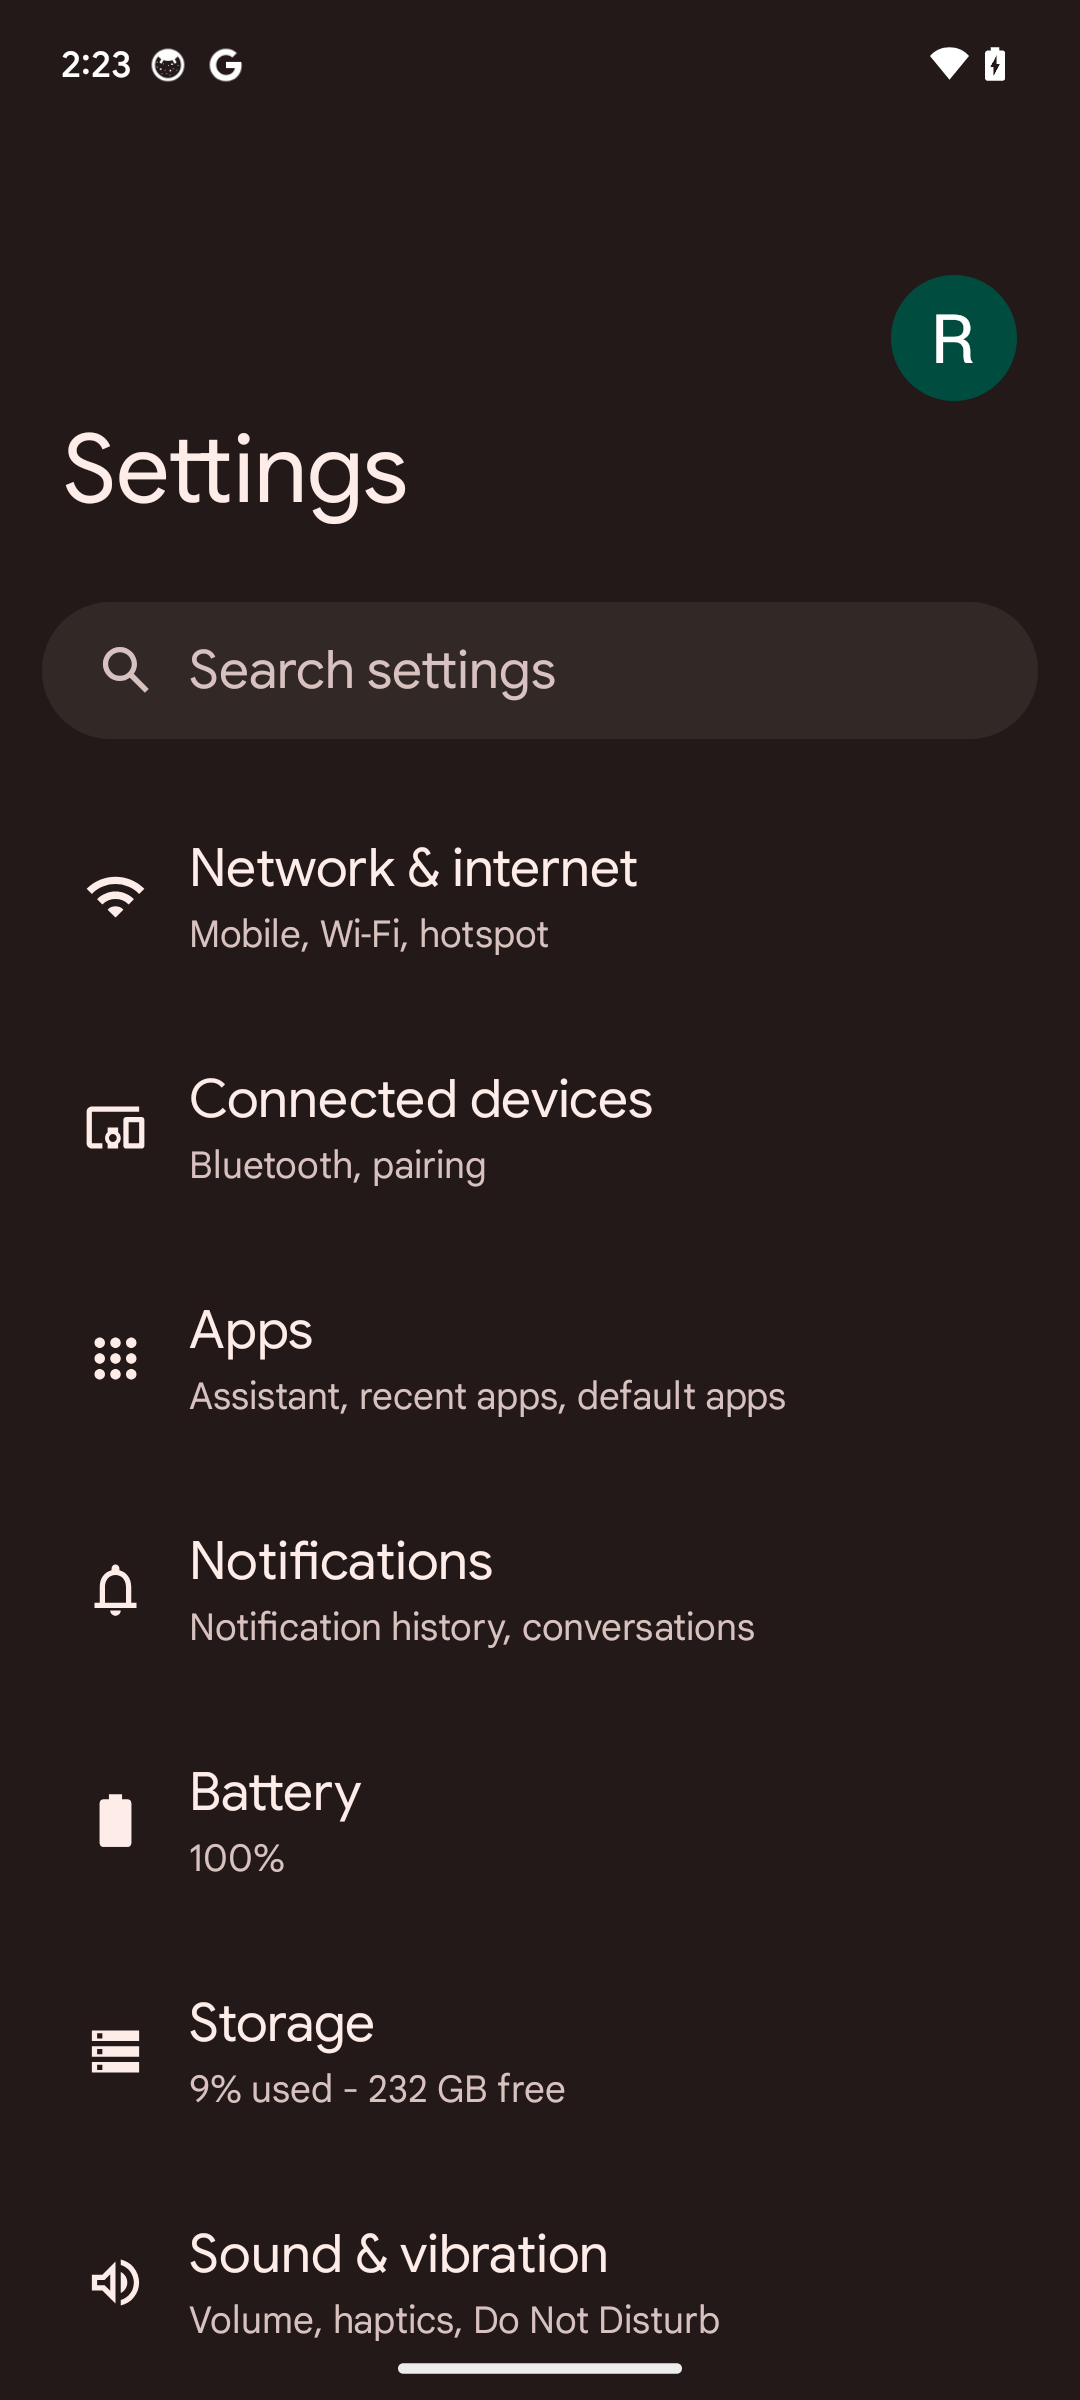 2:23
R
Settings
Search settings
Network & internet
Mobile, Wi-Fi, hotspot
Connected devices
Bluetooth, pairing
Apps
Assistant, recent apps, default apps
Notifications
Notification history, conversations
Battery
100%
Storage
9% used - 232 GB free
Sound & vibration
Volume, haptics, Do Not Disturb